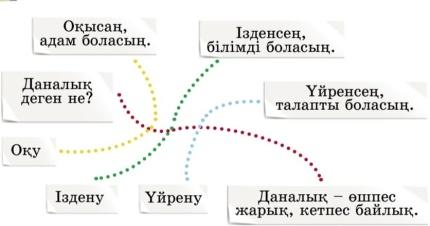 Оқысаң,
адам боласың.
Ізденсең,
білімді боласың.
Даналық
деген не?
Үйренсең,
талапты боласың.
Оқу
Іздену
Үйрену
Даналық – өшпес
жарық, кетпес байлық.